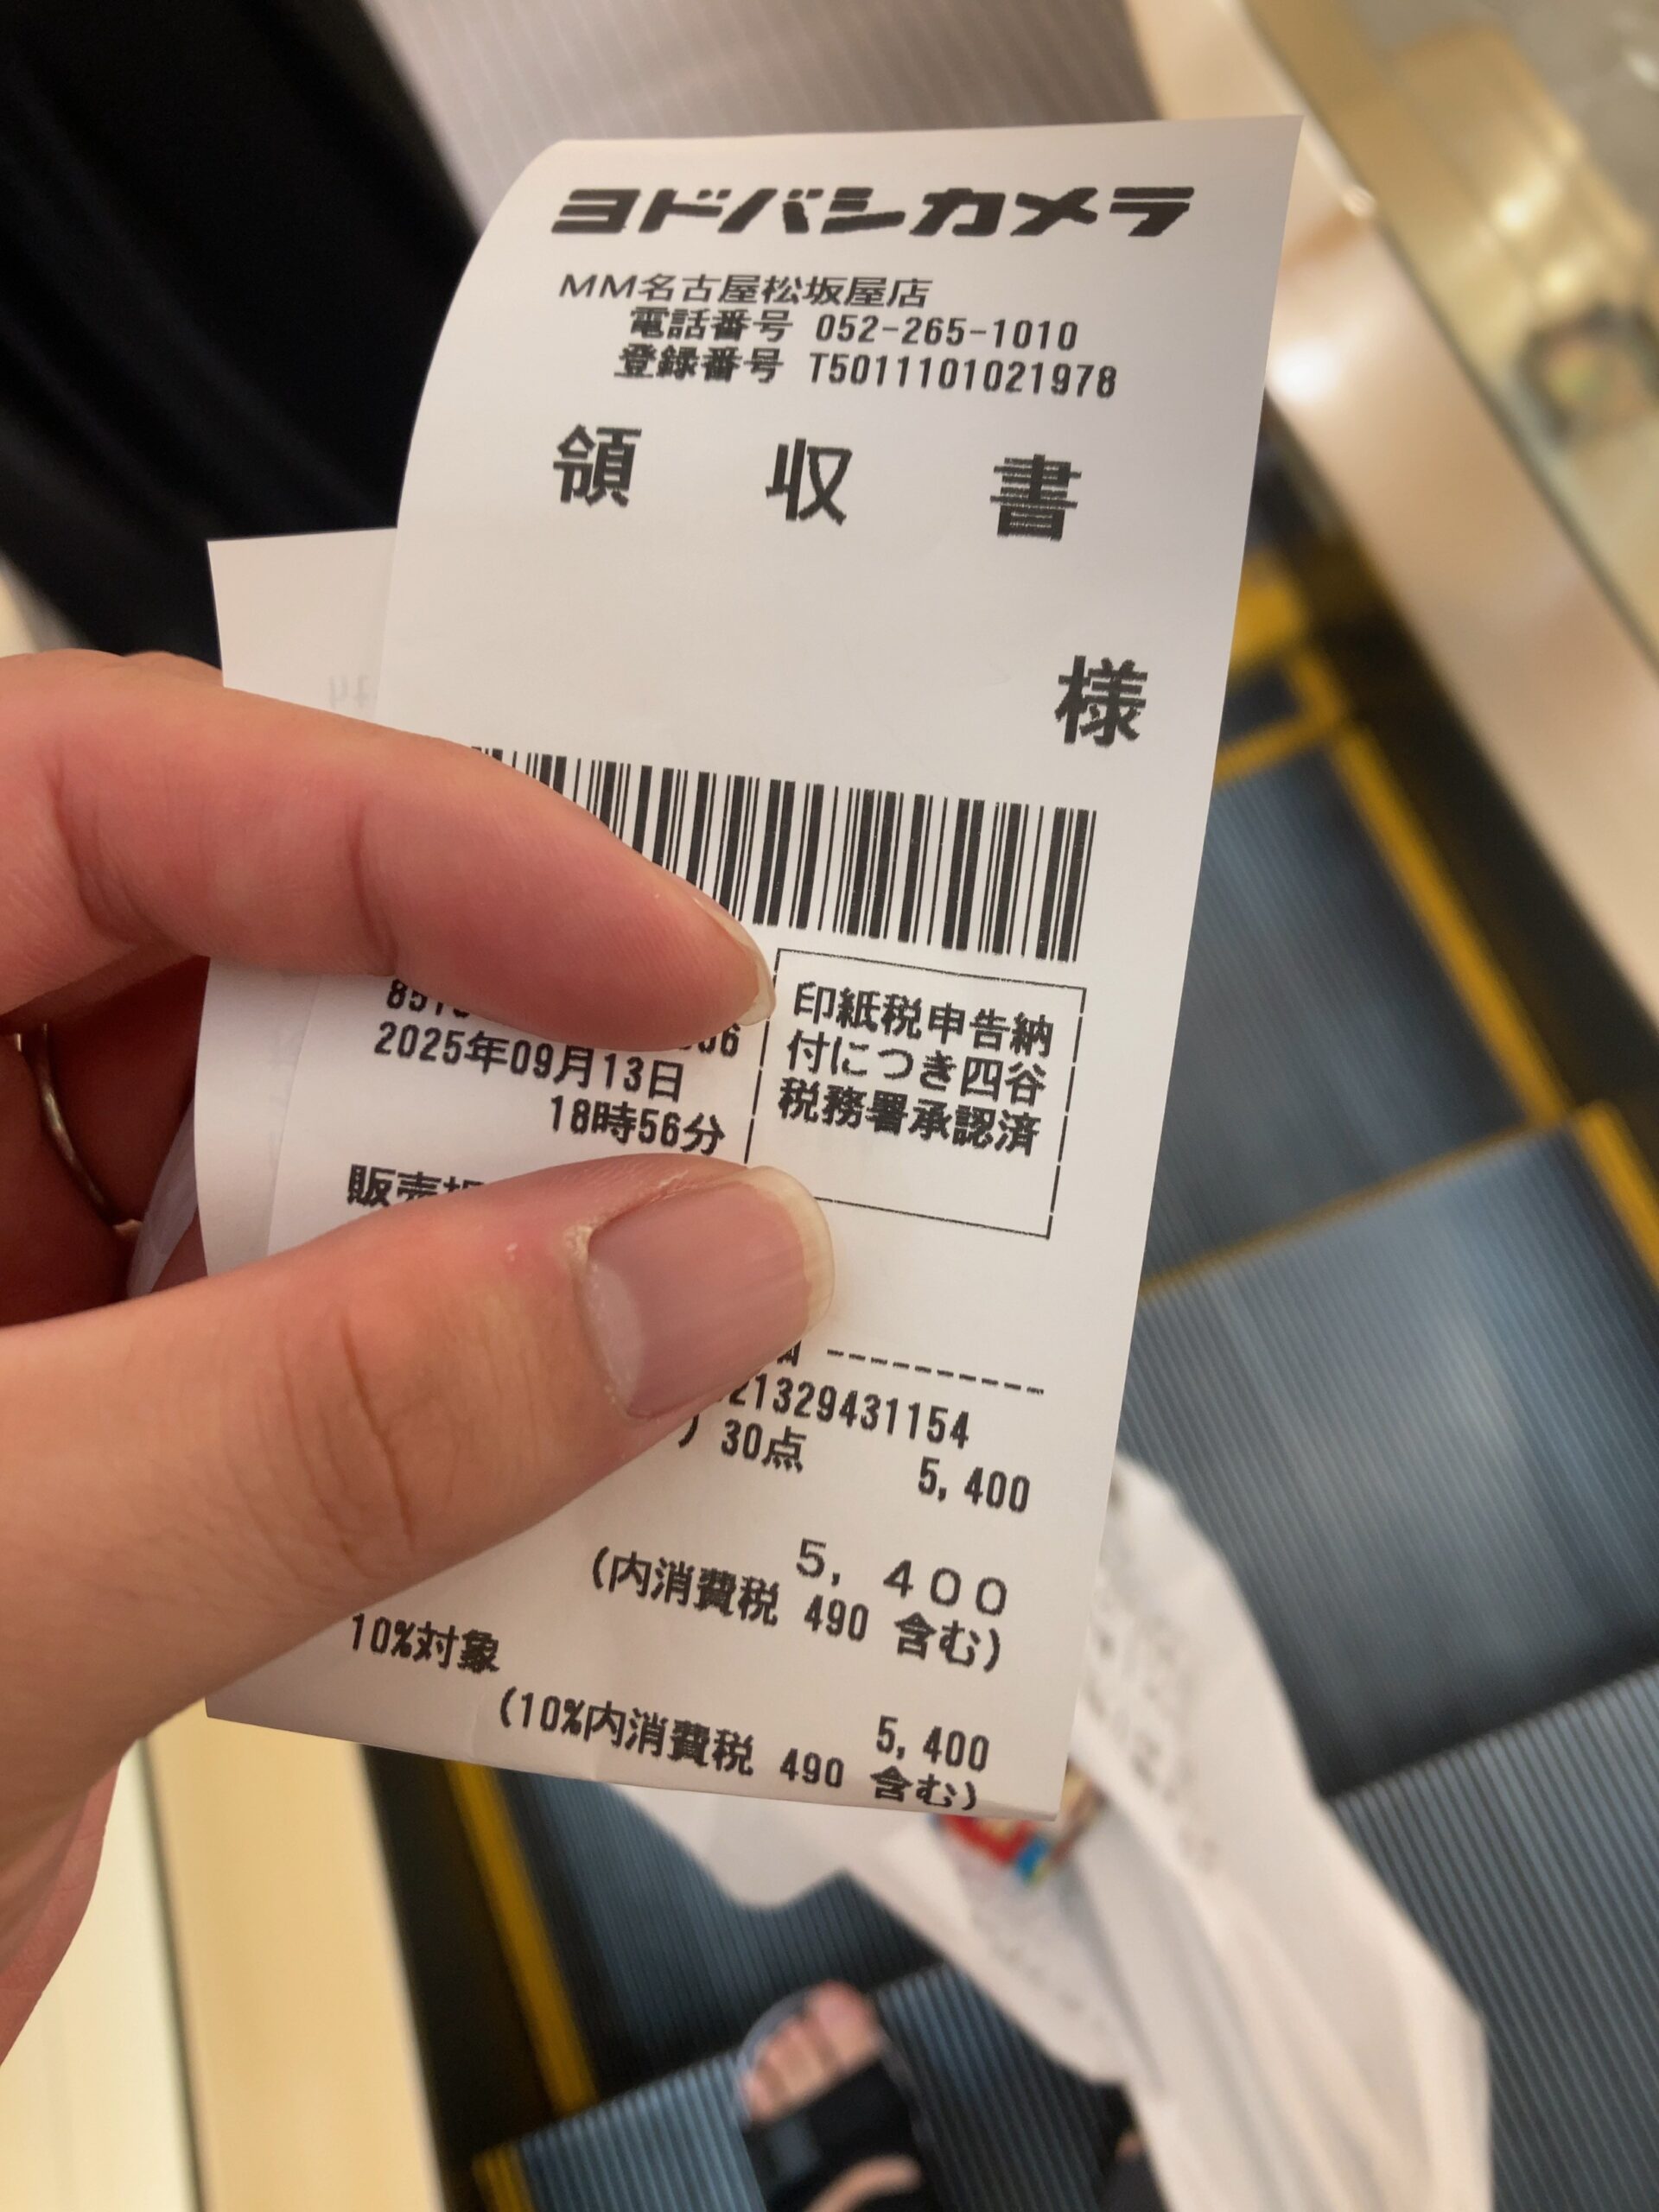 ヨドバシカメラ
MM名古屋松坂屋店
電話番号 052-265-1010
登録番号 T5011101021978
領 収 書
様
2025年09月13日
18時56分
印紙税申告納
付につき四谷
税務署承認済
販売
21329431154
) 30点 5,400
5,400
(内消費税 490 含む)
10%対象
5,400
(10%内消費税 490 含む)